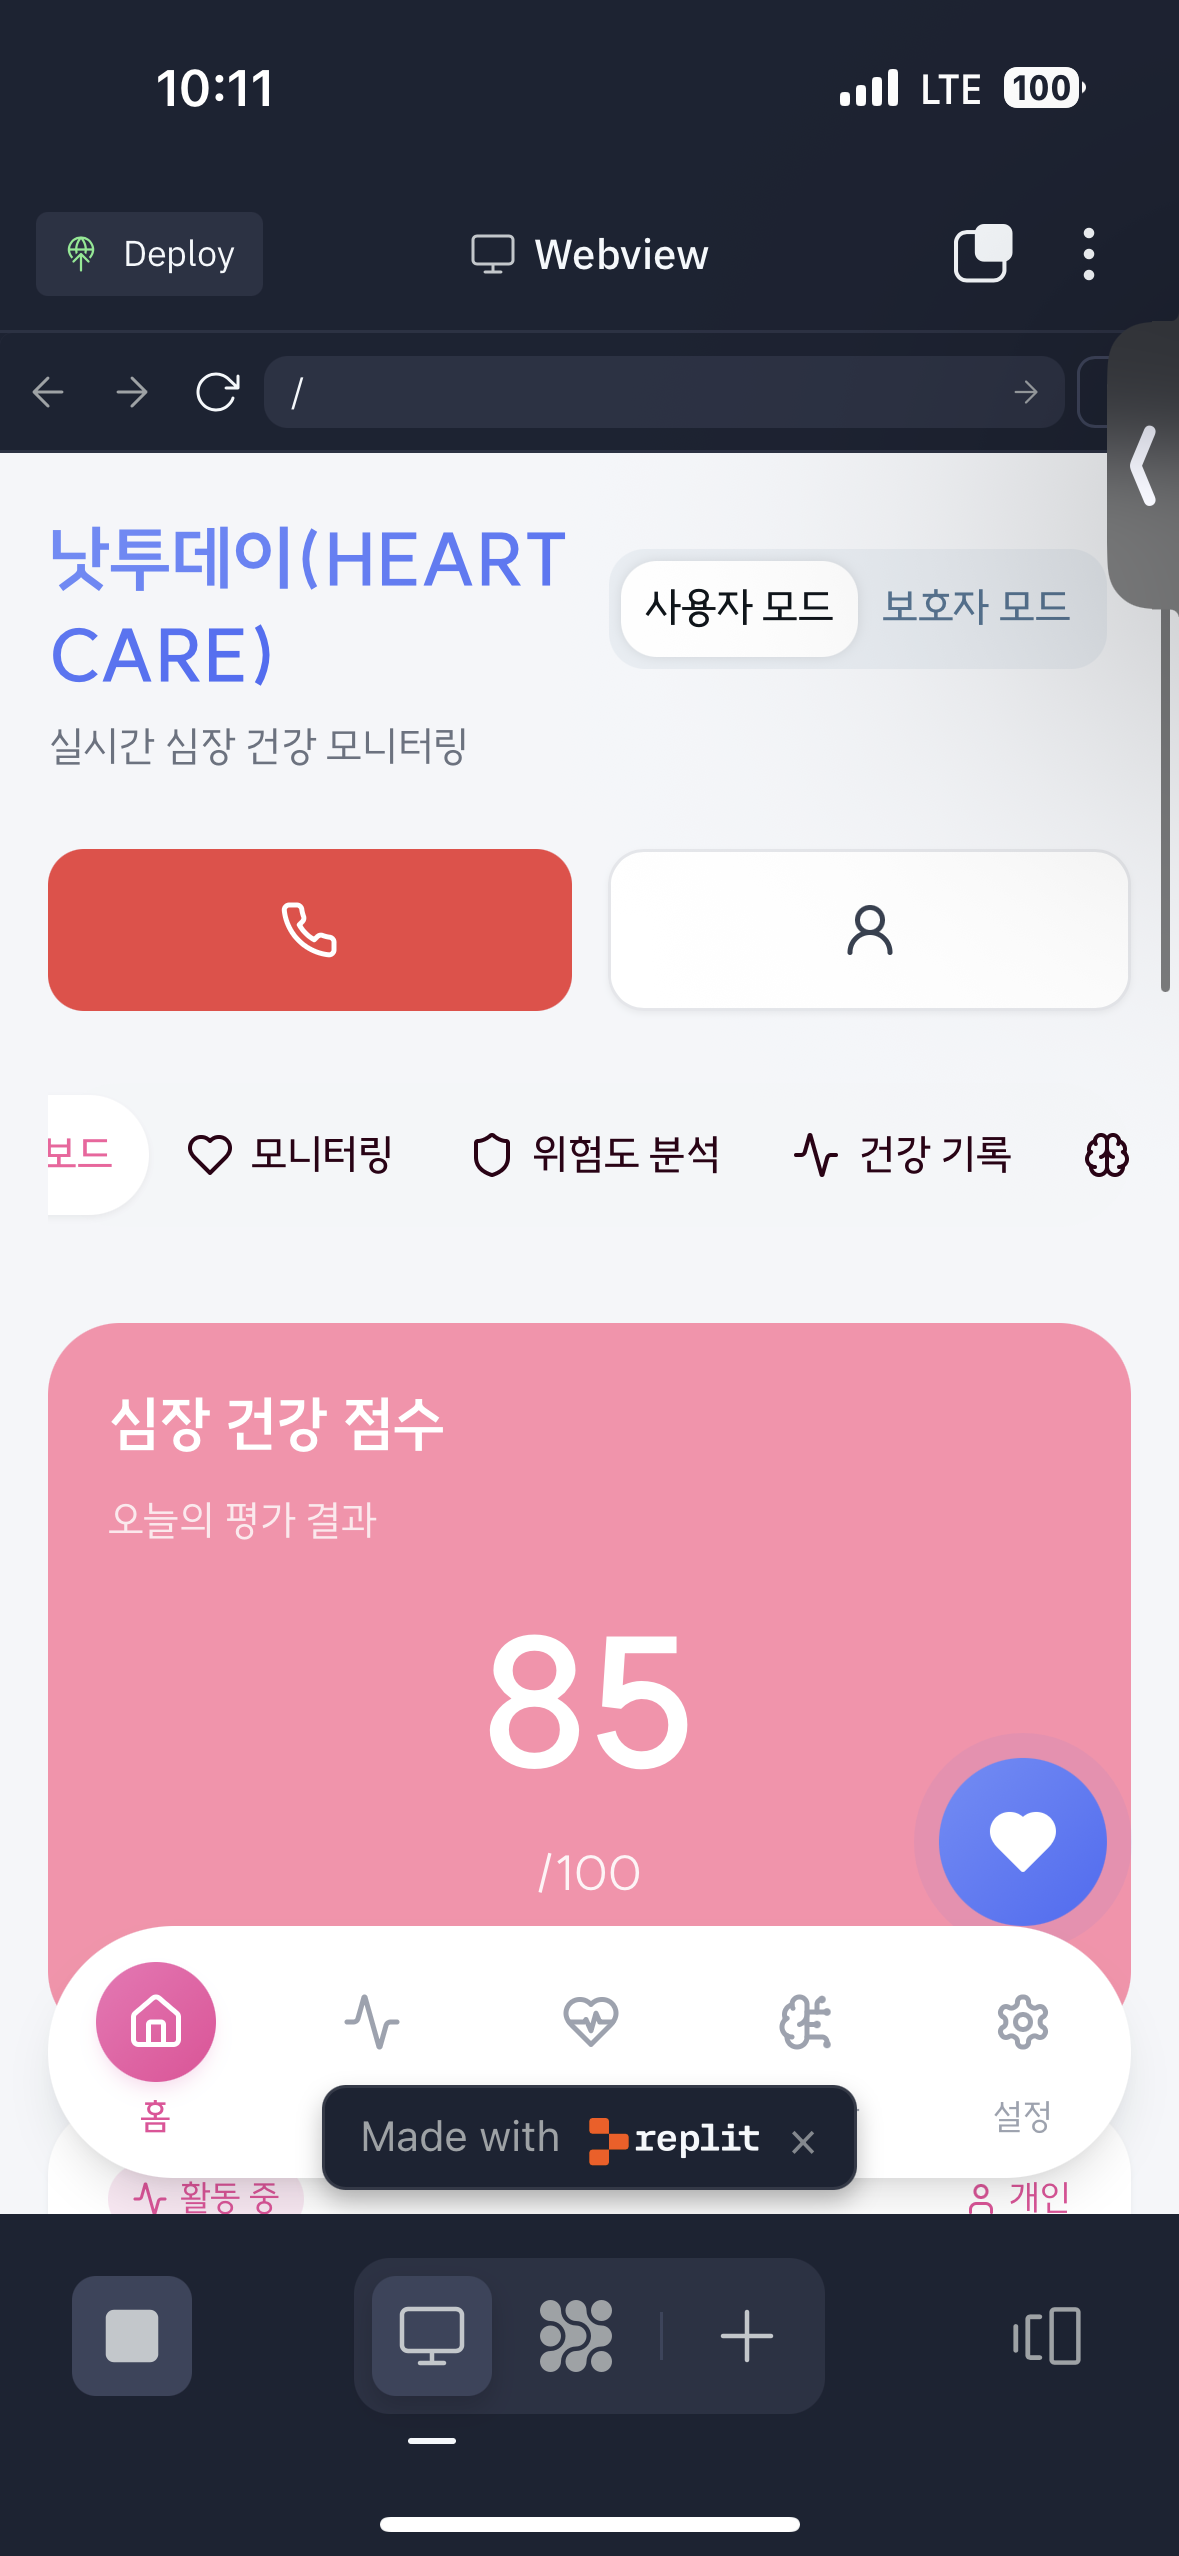 10:11
LTE
100
Deploy
Webview
/
낫투데이(HEART
CARE)
사용자 모드
보호자 모드
실시간 심장 건강 모니터링
보드
모니터링
위험도 분석
건강 기록
심장 건강 점수
오늘의 평가 결과
85
/100
홈
설정
Made with replit
활동 중
개인